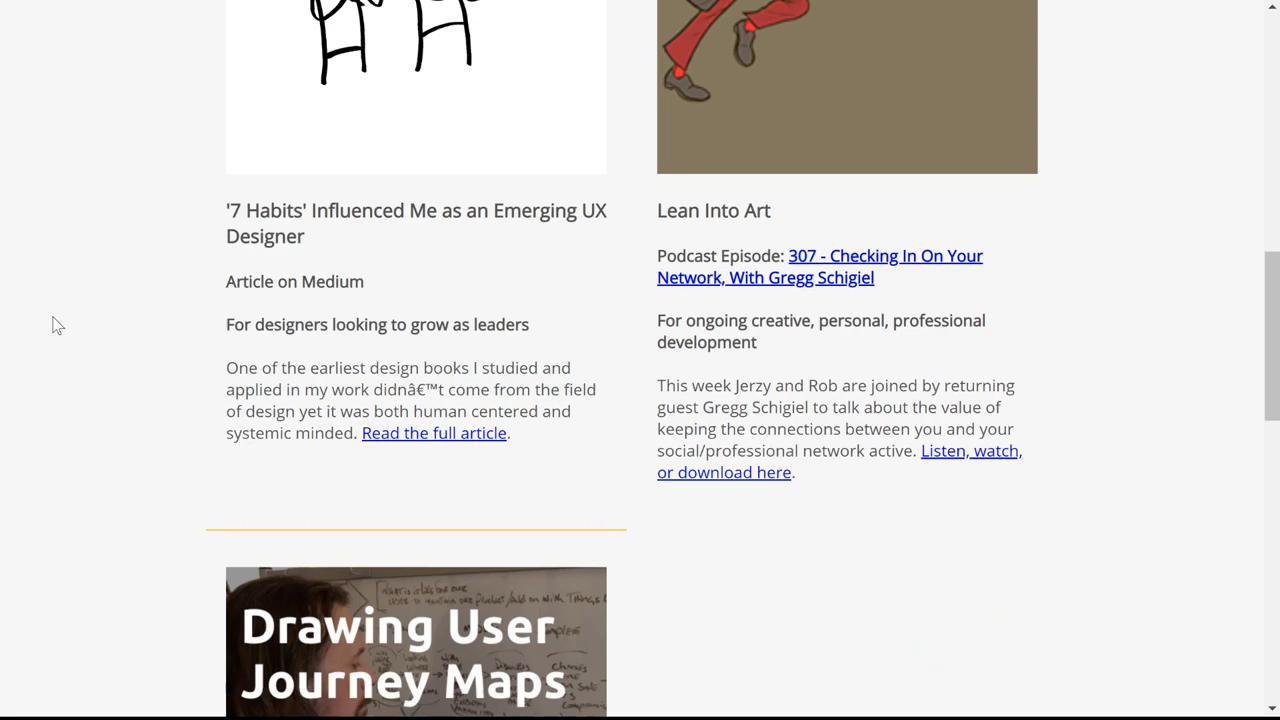 '7 Habits' Influenced Me as an Emerging UX
Designer
Article on Medium
For designers looking to grow as leaders
One of the earliest design books I studied and
applied in my work didnâ€™t come from the field
of design yet it was both human centered and
systemic minded. Read the full article.
Lean Into Art
Podcast Episode: 307 - Checking In On Your
Network, With Gregg Schigiel
For ongoing creative, personal, professional
development
This week Jerzy and Rob are joined by returning
guest Gregg Schigiel to talk about the value of
keeping the connections between you and your
social/professional network active. Listen, watch,
or download here.
Drawing User
Journey Maps